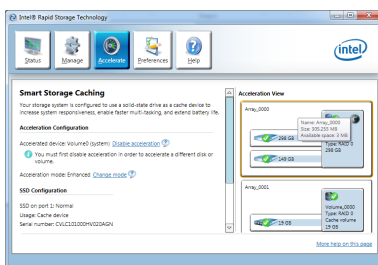 Intel® Rapid Storage Technology
Status
Manage
Accelerate
Preferences
Help
intel
Smart Storage Caching
Your storage system is configured to use a solid-state drive as a cache device to
increase system responsiveness, enable faster multi-tasking, and extend battery life.
Acceleration Configuration
Accelerated device: Volume0 (system) Disable acceleration
You must first disable acceleration in order to accelerate a different disk or
volume.
Acceleration mode: Enhanced Change mode
SSD Configuration
SSD on port 1: Normal
Usage: Cache device
Serial number: CVLC101000HV020AGN
Acceleration View
Array_0000
Name: Array_0000
Size: 305,255 MB
Available space: 3 MB
298 GB
Type: RAID 0
298 GB
149 GB
Array_0001
Volume_0000
Type: RAID 0
Cache volume
19 GB
19 GB
More help on this page